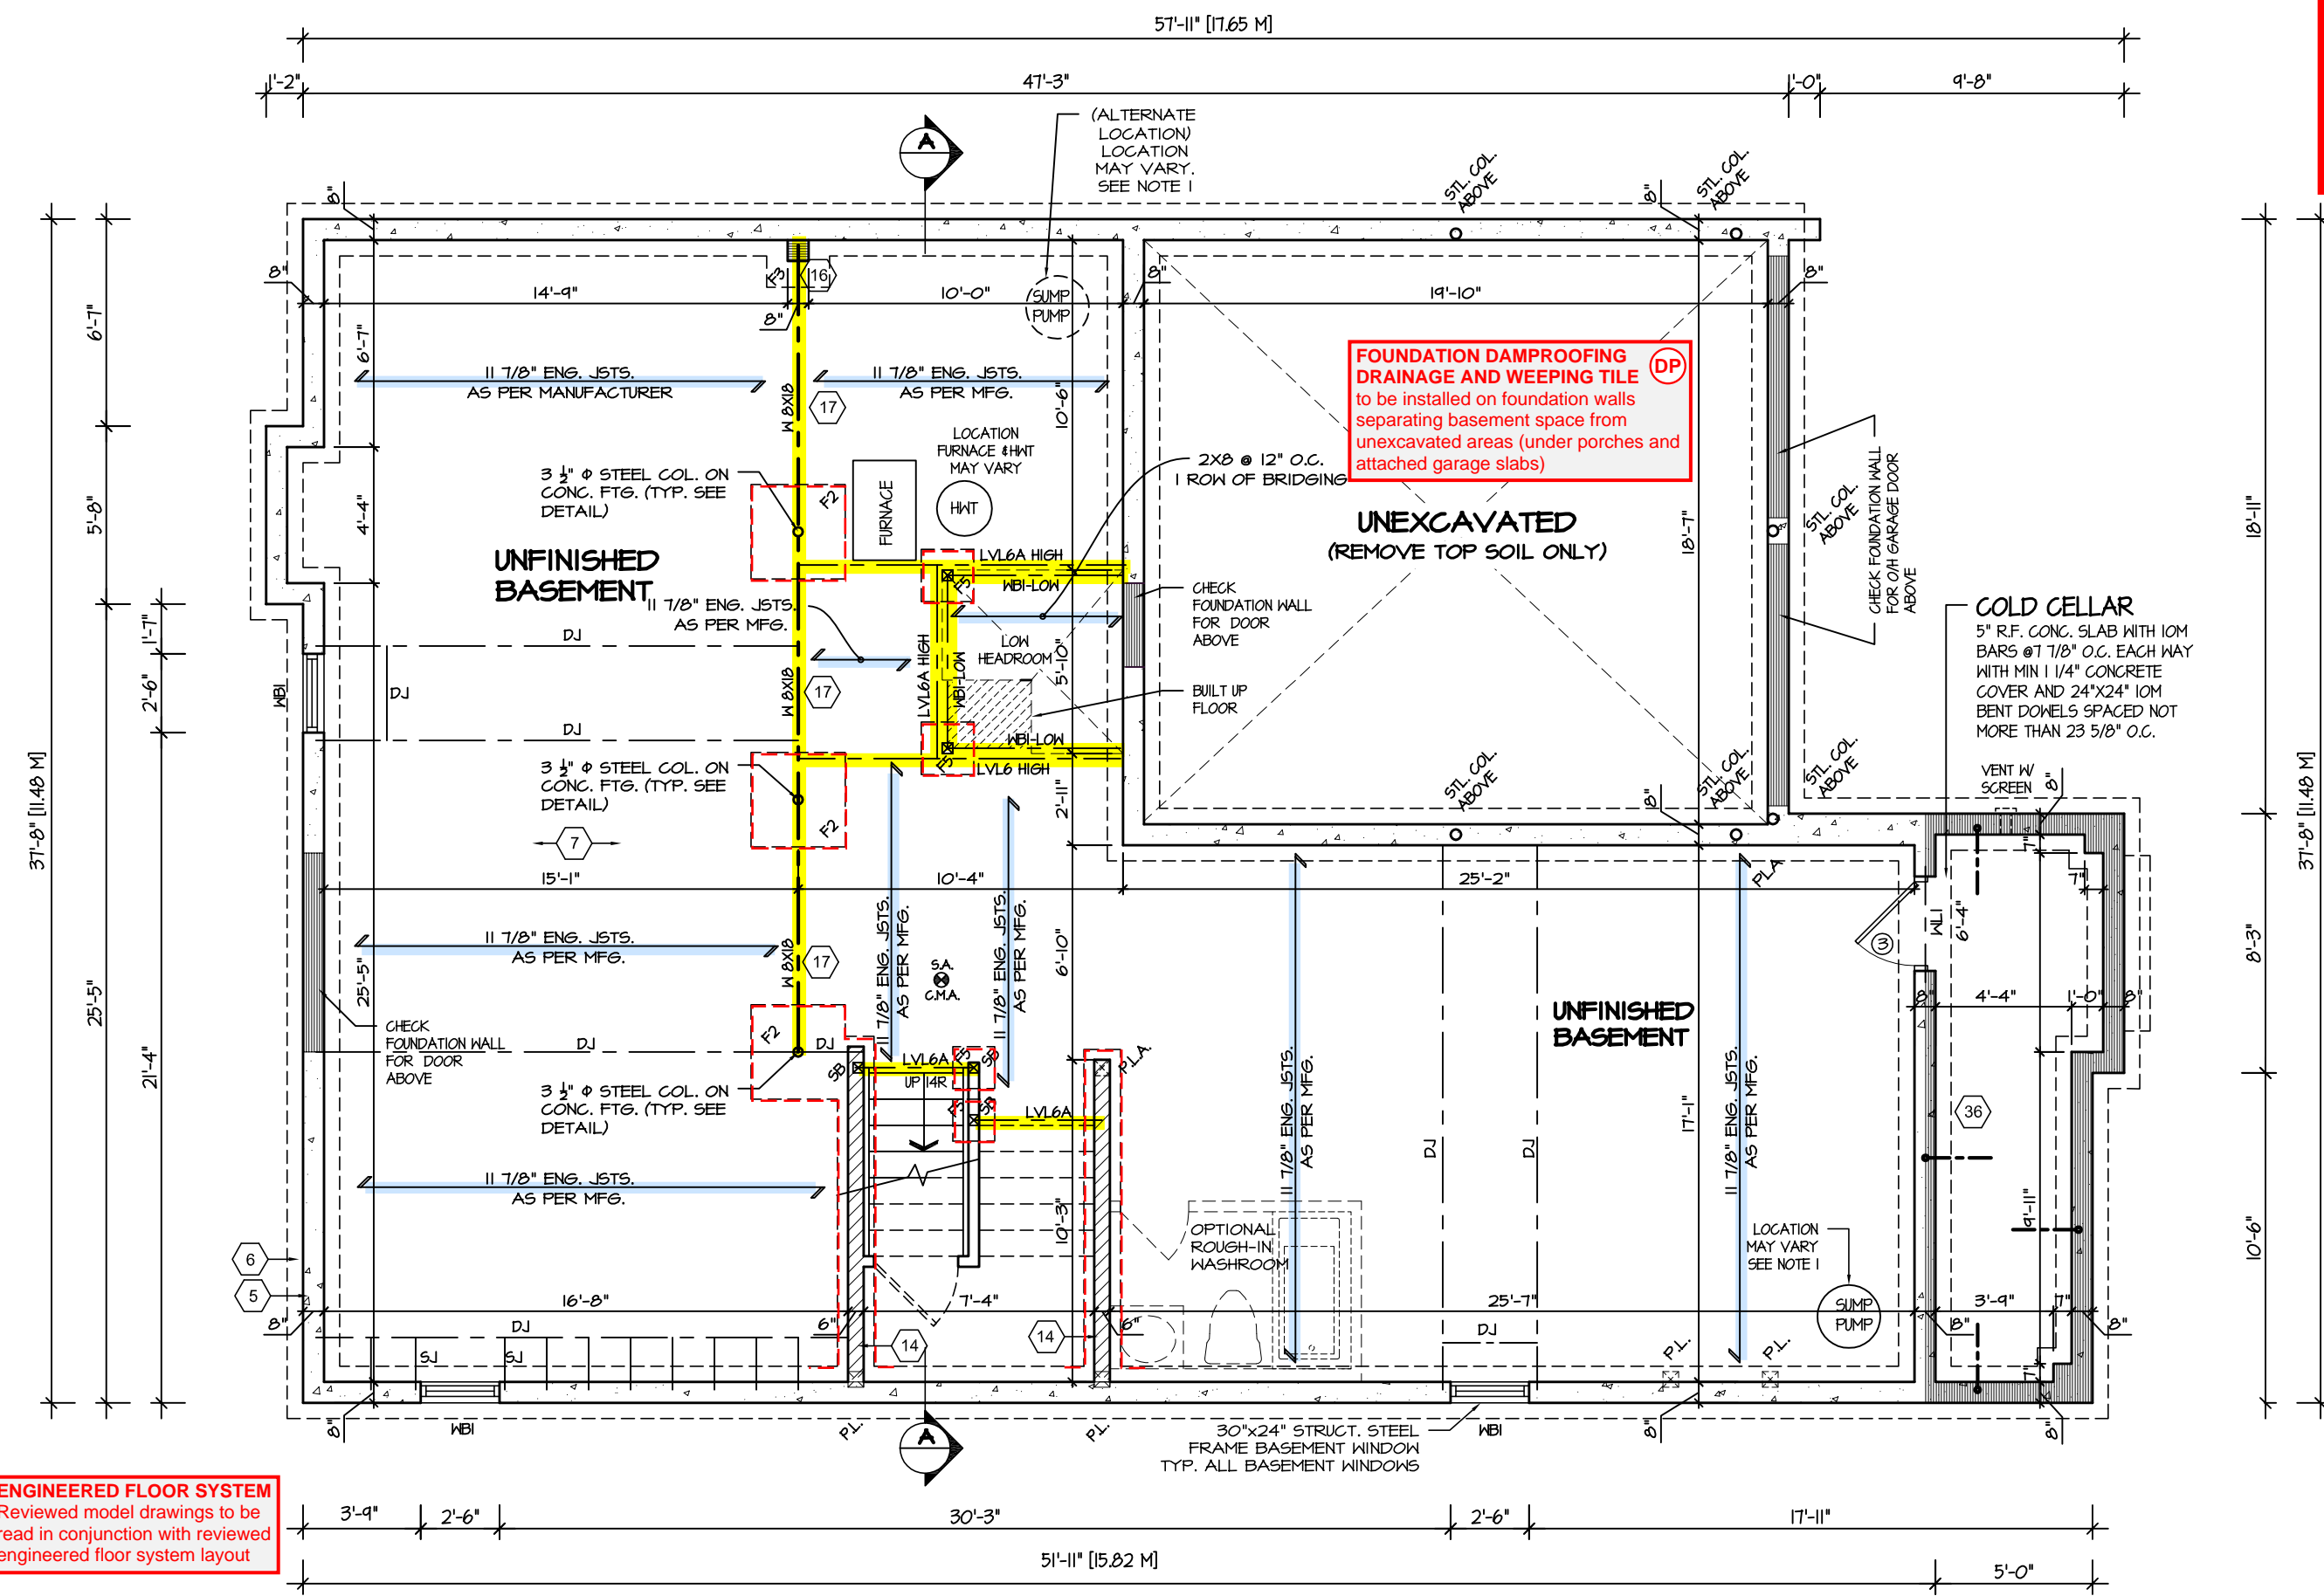 57'-11" [17.65 M]
1'-2"
47'-3"
1'-0"
9'-8"
(ALTERNATE
LOCATION)
LOCATION
MAY VARY.
SEE NOTE 1
A
STL. COL.
ABOVE
8"
STL. COL.
ABOVE
8"
8"
F3
16
8"
8"
14'-9"
8"
10'-0"
SUMP
PUMP
19'-10"
6'-7"
6'-7"
11 7/8" ENG. JSTS.
AS PER MANUFACTURER
11 7/8" ENG. JSTS.
AS PER MFG.
W 8X18
17
10'-6"
FOUNDATION DAMPROOFING
DRAINAGE AND WEEPING TILE
DP
to be installed on foundation walls
separating basement space from
unexcavated areas (under porches and
attached garage slabs)
LOCATION
FURNACE &HWT
MAY VARY
FURNACE
HWT
2X8 @ 12" O.C.
1 ROW OF BRIDGING
3 ½" Φ STEEL COL. ON
CONC. FTG. (TYP. SEE
DETAIL)
F2
5'-8"
4'-4"
UNFINISHED
BASEMENT
UNEXCAVATED
(REMOVE TOP SOIL ONLY)
18'-7"
18'-11"
STL. COL.
ABOVE
CHECK FOUNDATION WALL
FOR O/H GARAGE DOOR
ABOVE
LVL6A HIGH
F5
WBI-LOW
CHECK
FOUNDATION WALL
FOR DOOR
ABOVE
11 7/8" ENG. JSTS.
AS PER MFG.
COLD CELLAR
5" R.F. CONC. SLAB WITH 10M
BARS @7 7/8" O.C. EACH WAY
WITH MIN 1 1/4" CONCRETE
COVER AND 24"X24" 10M
BENT DOWELS SPACED NOT
MORE THAN 23 5/8" O.C.
1'-7"
DJ
LOW
HEADROOM
5'-10"
LVL6A HIGH
WBI-LOW
2'-6"
WBI
DJ
W 8X18
17
BUILT UP
FLOOR
DJ
WBI-LOW
F5
LVL6 HIGH
3 ½" Φ STEEL COL. ON
CONC. FTG. (TYP. SEE
DETAIL)
F2
2'-11"
STL. COL.
ABOVE
8"
STL. COL.
ABOVE
STL. COL.
ABOVE
VENT W/
SCREEN
8"
37'-8" [11.48 M]
37'-8" [11.48 M]
7
7"
7"
15'-1"
10'-4"
25'-2"
PLA
11 7/8" ENG. JSTS.
AS PER MFG.
W 8X18
17
11 7/8" ENG. JSTS.
AS PER MFG.
11 7/8" ENG. JSTS.
AS PER MFG.
S.A.
C.M.A.
6'-10"
3
WL1
6'-4"
8'-3"
25'-5"
25'-5"
21'-4"
8"
4'-4"
1'-0"
8"
UNFINISHED
BASEMENT
CHECK
FOUNDATION WALL
FOR DOOR
ABOVE
DJ
F2
DJ
3 ½" Φ STEEL COL. ON
CONC. FTG. (TYP. SEE
DETAIL)
SB
LVL6A
F5
SB
UP 14R
F5
SB
LVL6A
P.L.A.
11 7/8" ENG. JSTS.
AS PER MFG.
DJ
DJ
17'-1"
11 7/8" ENG. JSTS.
AS PER MFG.
36
11 7/8" ENG. JSTS.
AS PER MFG.
10'-3"
OPTIONAL
ROUGH-IN
WASHROOM
LOCATION
MAY VARY
SEE NOTE 1
9'-11"
10'-6"
6
5
8"
16'-8"
6"
7'-4"
6"
25'-7"
SUMP
PUMP
8"
3'-9"
7"
8"
DJ
SJ
SJ
14
14
DJ
P.L.
P.L.
7"
8"
WBI
P.L.
A
P.L.
30"x24" STRUCT. STEEL
FRAME BASEMENT WINDOW
TYP. ALL BASEMENT WINDOWS
WBI
8"
8"
ENGINEERED FLOOR SYSTEM
Reviewed model drawings to be
read in conjunction with reviewed
engineered floor system layout
3'-9"
2'-6"
30'-3"
2'-6"
17'-11"
51'-11" [15.82 M]
5'-0"